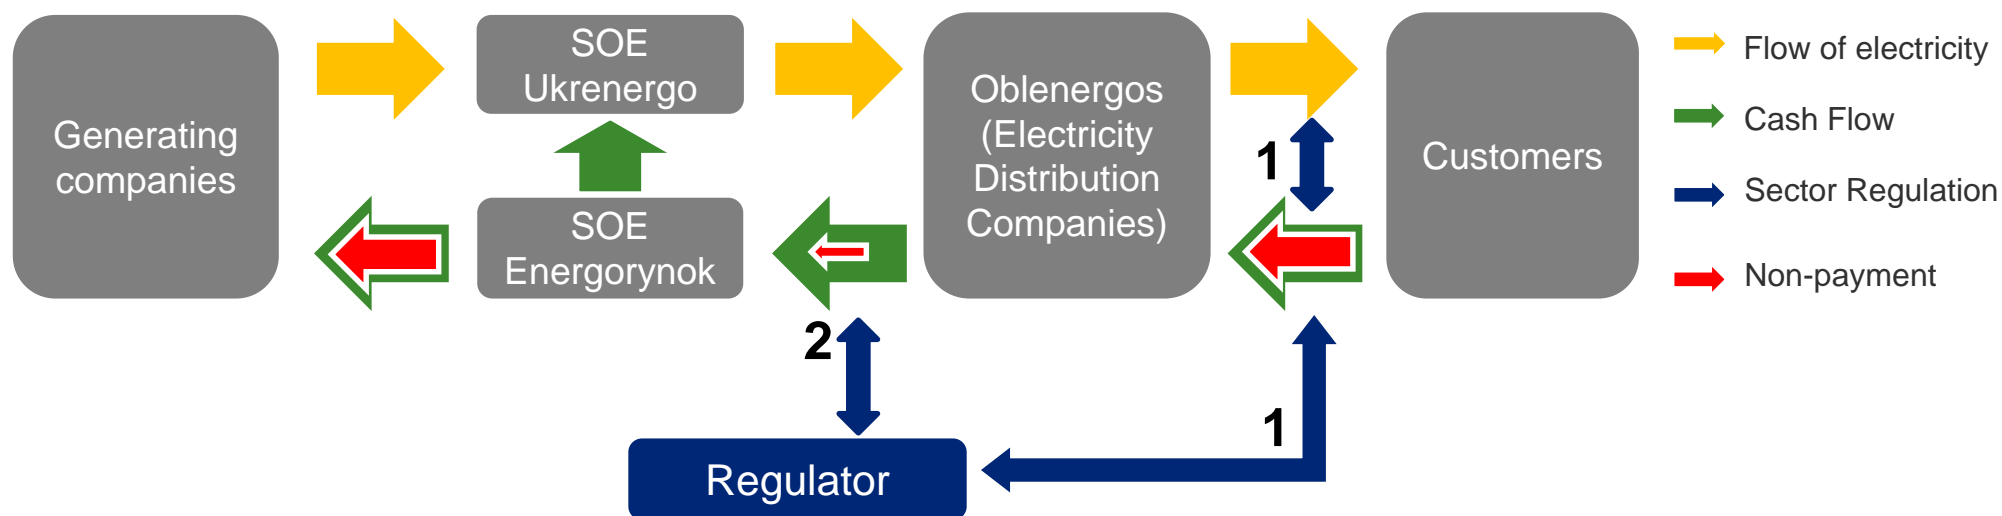 Generating
companies
SOE
Ukrenergo
SOE
Energorynok
Oblenergos
(Electricity
Distribution
Companies)
1
Customers
Flow of electricity
Cash Flow
Sector Regulation
Non-payment
2
1
Regulator